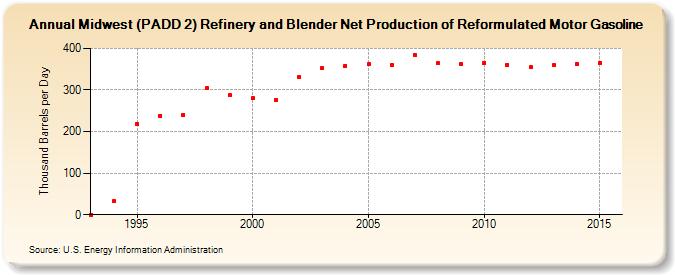 Annual Midwest (PADD 2) Refinery and Blender Net Production of Reformulated Motor Gasoline
Thousand Barrels per Day
400
300
200
100
0
1995 2000 2005 2010 2015
Source: U.S. Energy Information Administration